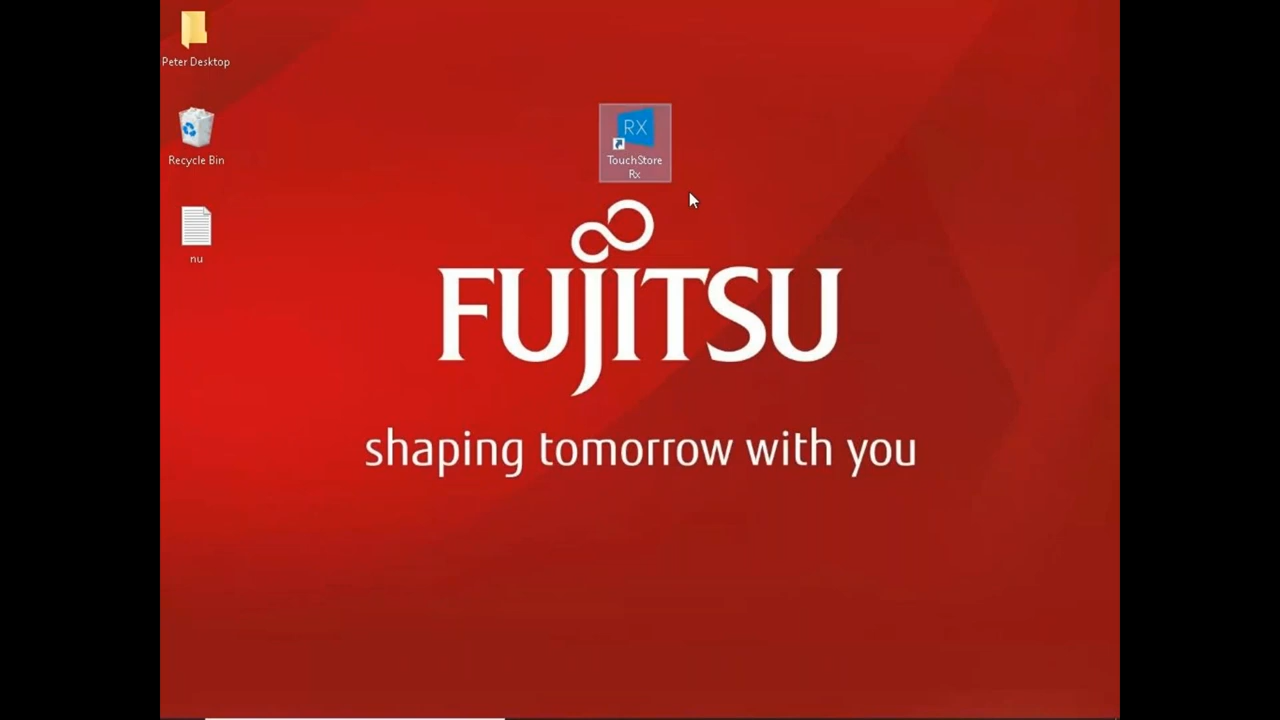 Peter Desktop
Recycle Bin
nu
RX
TouchStore
Rx
FUJITSU
shaping tomorrow with you